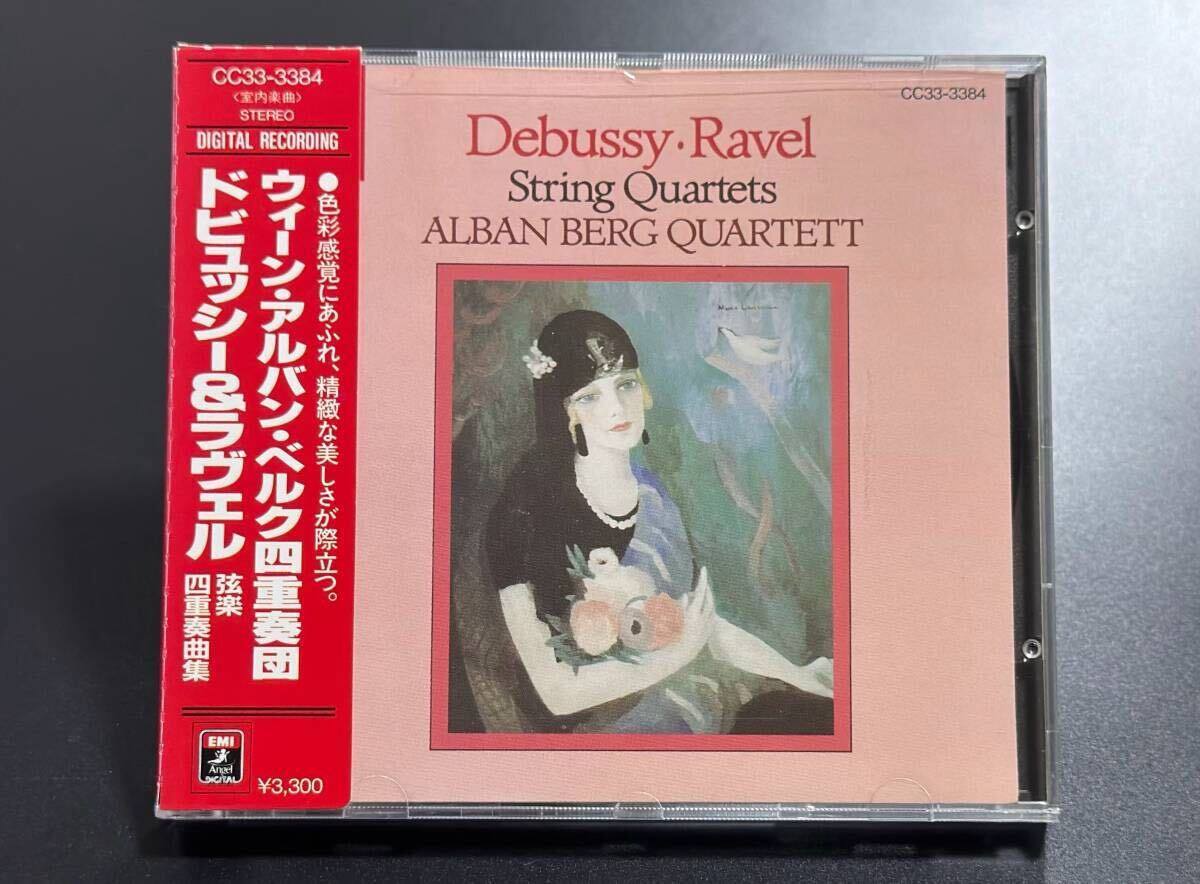 CC33-3384
〈室内楽曲〉
STEREO
DIGITAL RECORDING
●色彩感覚にあふれ、精緻な美しさが際立つ。
ウィーン・アルバン・ベルク四重奏団
ドビュッシー&ラヴェル
弦楽
四重奏曲集
EMI
Angel
DIGITAL
¥3,300
CC33-3384
Debussy・Ravel
String Quartets
ALBAN BERG QUARTETT